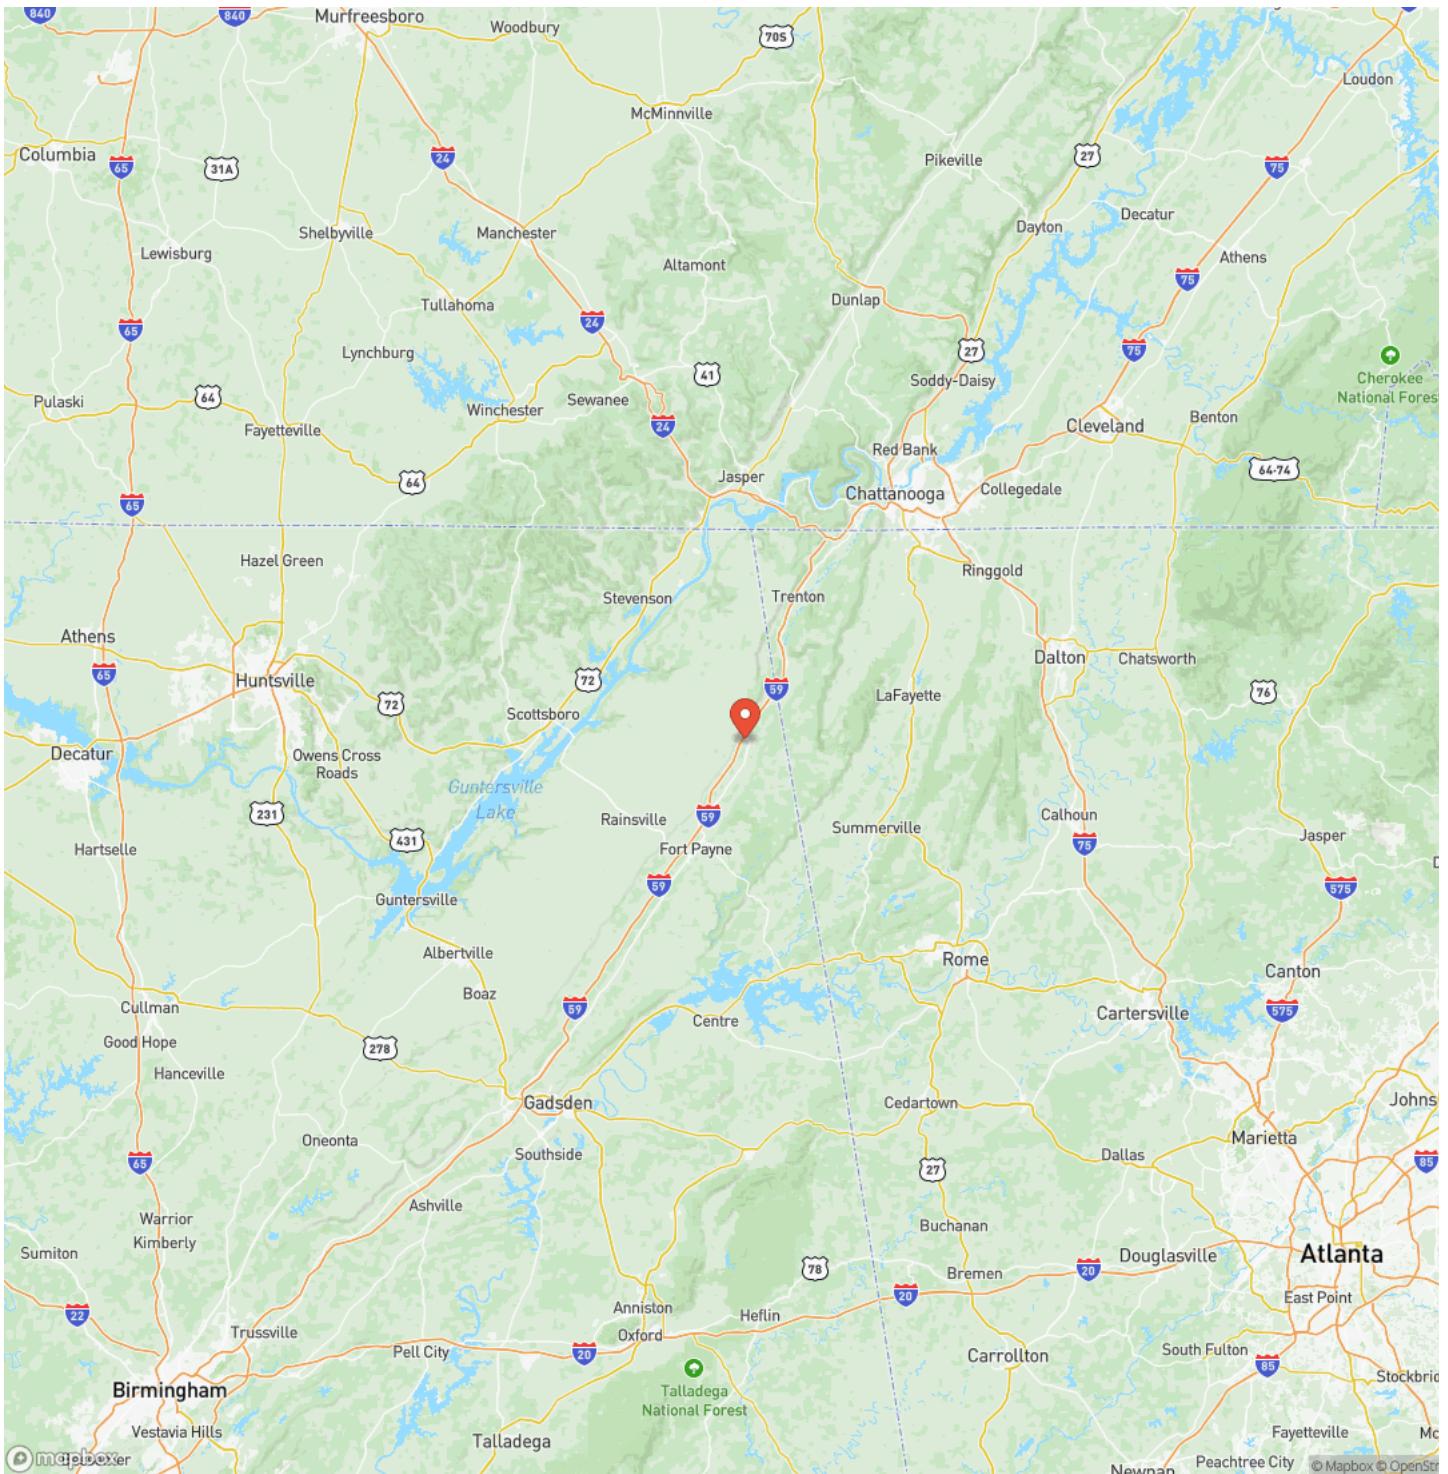 840
840
Murfreesboro
Woodbury
70S
Loudon
McMinnville
Columbia
65
31A
24
Pikeville
27
75
Shelbyville
Manchester
Dayton
Decatur
Lewisburg
Altamont
Athens
75
Tullahoma
Dunlap
65
24
Lynchburg
27
75
41
Soddy-Daisy
Cherokee
National Forest
Pulaski
64
Winchester
Sewanee
Fayetteville
24
Benton
Cleveland
Red Bank
64
Jasper
64-74
65
Chattanooga
Collegedale
Hazel Green
Ringgold
Stevenson
Trenton
Athens
65
Huntsville
72
Dalton
Chatsworth
72
59
LaFayette
76
Scottsboro
Decatur
Owens Cross
Roads
Guntersville
Lake
231
Rainsville
59
Summerville
Calhoun
Jasper
431
Hartselle
Fort Payne
75
59
575
Guntersville
Albertville
Rome
Boaz
Canton
Cullman
59
Centre
Cartersville
575
Good Hope
278
Hanceville
Gadsden
Cedartown
Johns
Oneonta
Marietta
65
Southside
27
Dallas
85
Ashville
Warrior
Kimberly
Buchanan
Sumiton
78
Bremen
20
Douglasville
Atlanta
22
Anniston
Heflin
20
East Point
Trussville
Oxford
Pell City
20
Carrollton
South Fulton
85
Birmingham
Talladega
National Forest
Stockbric
Vestavia Hills
Talladega
Fayetteville
Mc
mapbox
Newnan
Peachtree City
© Mapbox © OpenStr